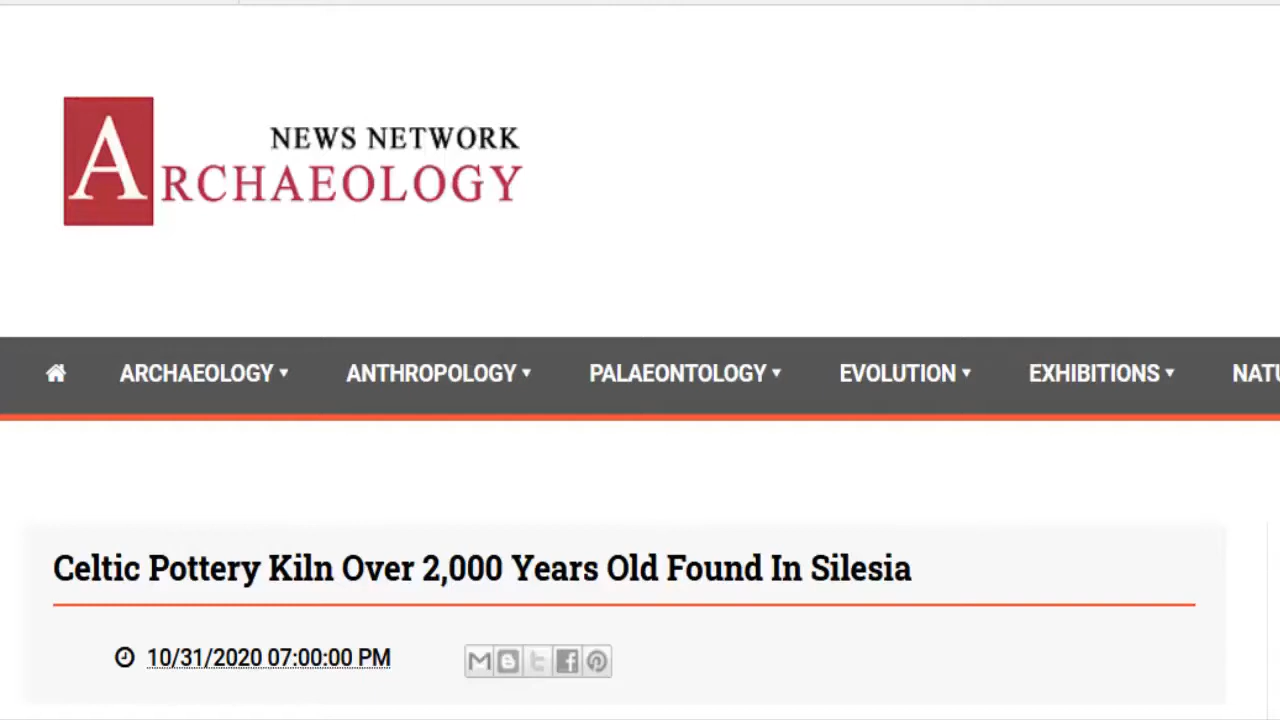 NEWS NETWORK
ARCHAEOLOGY
ARCHAEOLOGY ▾ ANTHROPOLOGY ▾ PALAEONTOLOGY ▾ EVOLUTION ▾ EXHIBITIONS ▾ NATU
Celtic Pottery Kiln Over 2,000 Years Old Found In Silesia
10/31/2020 07:00:00 PM